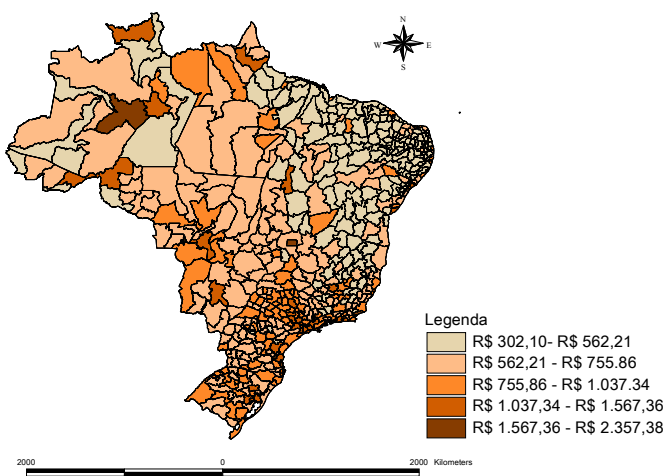 N
W E
S
Legenda
R$ 302,10- R$ 562,21
R$ 562,21 - R$ 755.86
R$ 755,86 - R$ 1.037.34
R$ 1.037,34 - R$ 1.567,36
R$ 1.567,36 - R$ 2.357,38
2000 0 2000 Kilometers